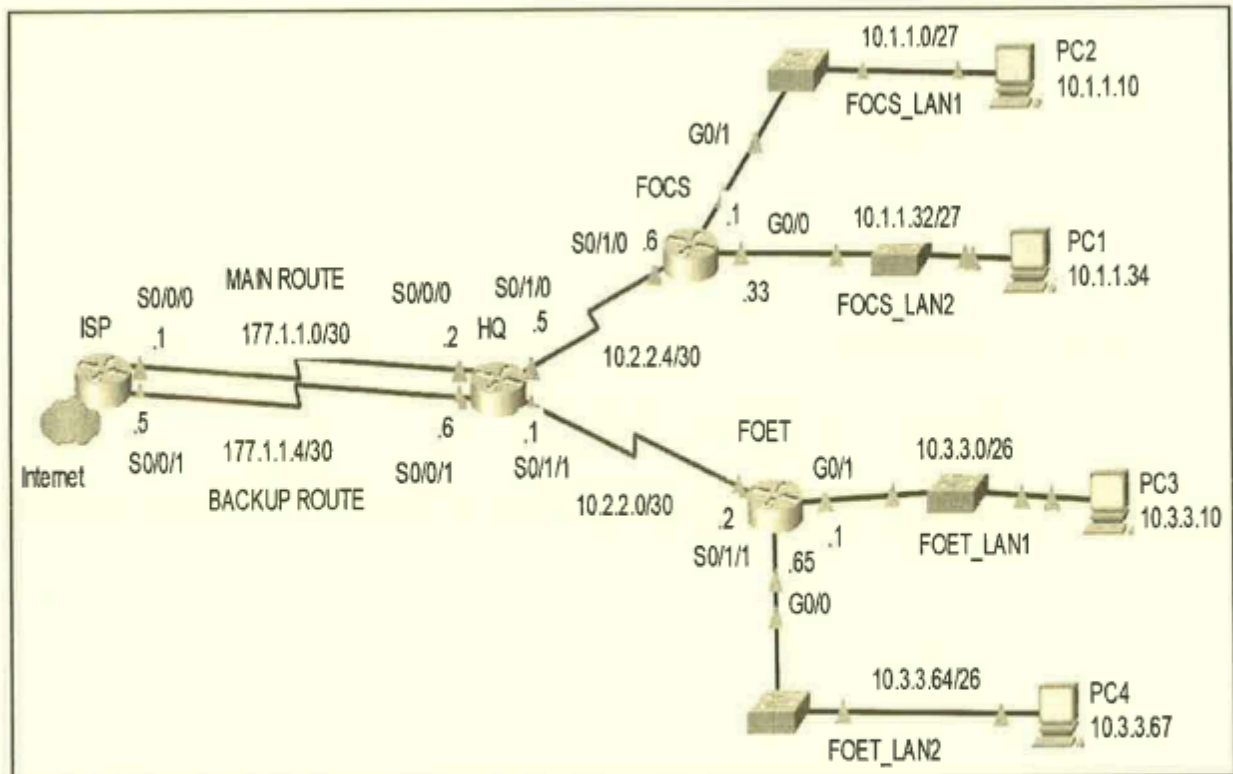 10.1.1.0/27
PC2
10.1.1.10
FOCS_LAN1
G0/1
FOCS
.1
G0/0
10.1.1.32/27
PC1
10.1.1.34
S0/1/0
.6
.33
FOCS_LAN2
MAIN ROUTE
S0/0/0
S0/0/0
S0/1/0
ISP
.1
177.1.1.0/30
.2
HQ
.5
10.2.2.4/30
.5
.6
.1
Internet
S0/0/1
177.1.1.4/30
S0/0/1
S0/1/1
BACKUP ROUTE
10.2.2.0/30
FOET
G0/1
10.3.3.0/26
PC3
10.3.3.10
.2
.1
FOET_LAN1
S0/1/1
.65
G0/0
10.3.3.64/26
PC4
10.3.3.67
FOET_LAN2